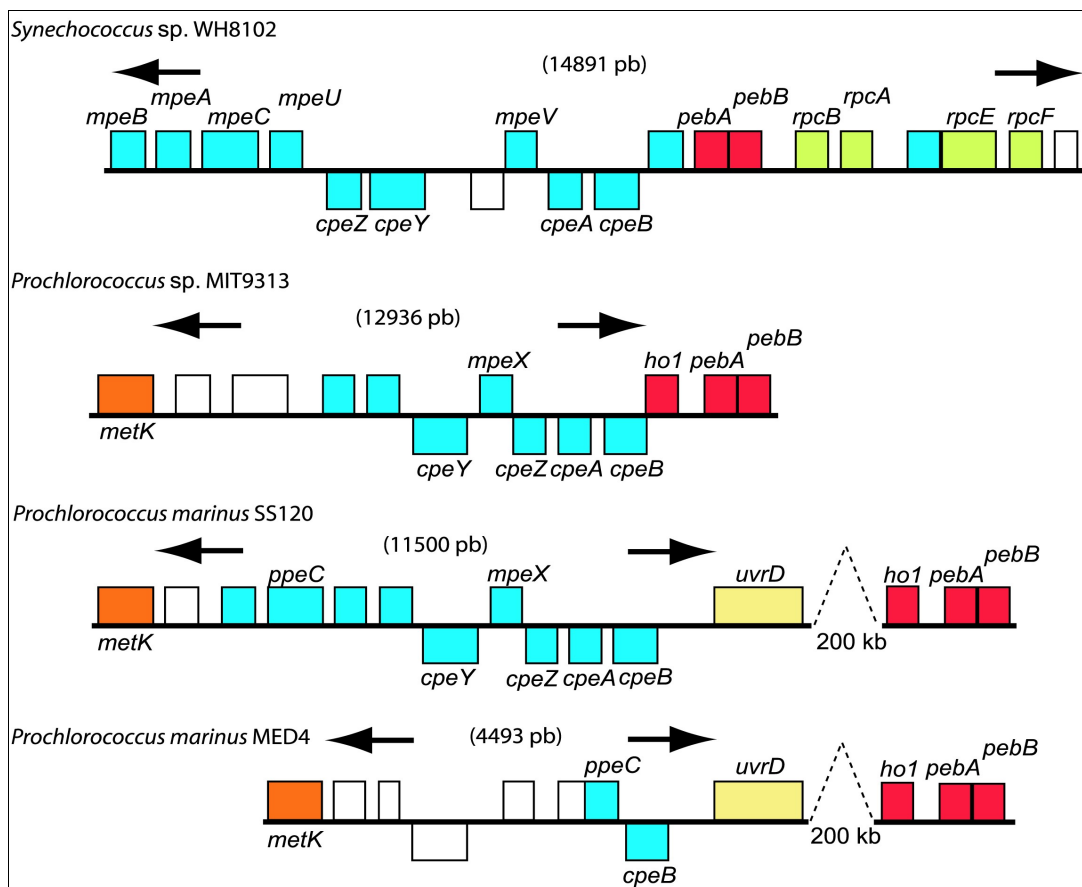 Synechococcus sp. WH8102
(14891 pb)
mpeA mpeU pebB rpcA
mpeB mpeC mpeV pebA rpcB rpcE rpcF
cpeZ cpeY cpeA cpeB
Prochlorococcus sp. MIT9313
(12936 pb)
pebB
mpeX ho1 pebA
metK cpeY cpeZ cpeA cpeB
Prochlorococcus marinus SS120
(11500 pb)
pebB
ppeC mpeX uvrD ho1 pebA
metK cpeY cpeZ cpeA cpeB 200 kb
Prochlorococcus marinus MED4 (4493 pb)
pebB
ppeC uvrD ho1 pebA
metK cpeB 200 kb